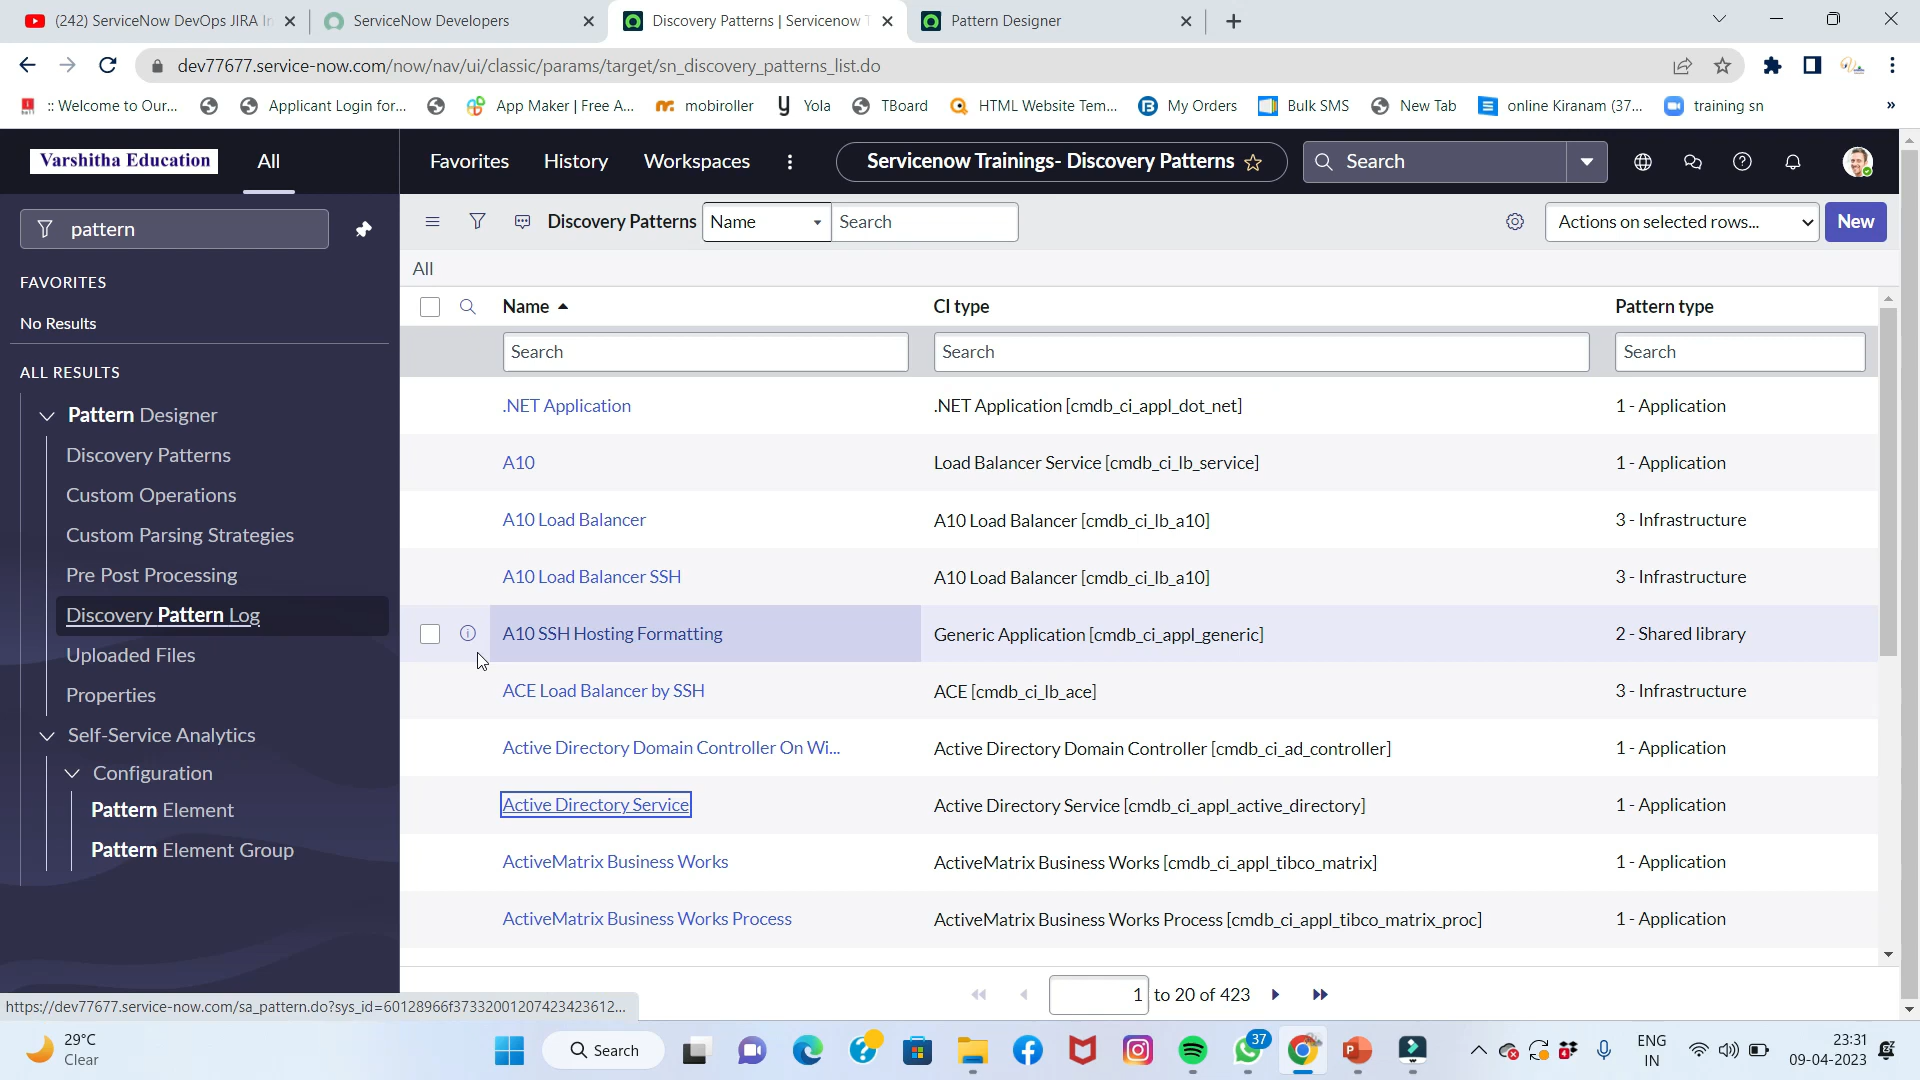 (242) ServiceNow DevOps JIRA In
ServiceNow Developers
Discovery Patterns | Servicenow T
Pattern Designer
dev77677.service-now.com/now/nav/ui/classic/params/target/sn_discovery_patterns_list.do
:: Welcome to Our...
Applicant Login for...
App Maker | Free A...
mobiroller
Yola
TBoard
HTML Website Tem...
My Orders
Bulk SMS
New Tab
online Kiranam (37...
training sn
»
Varshitha Education
All
Favorites
History
Workspaces
Servicenow Trainings- Discovery Patterns
Search
pattern
Discovery Patterns
Name
Search
Actions on selected rows...
New
FAVORITES
No Results
ALL RESULTS
Pattern Designer
Discovery Patterns
Custom Operations
Custom Parsing Strategies
Pre Post Processing
Discovery Pattern Log
Uploaded Files
Properties
Self-Service Analytics
Configuration
Pattern Element
Pattern Element Group
All
Name CI type Pattern type
Search Search Search
.NET Application .NET Application [cmdb_ci_appl_dot_net] 1 - Application
A10 Load Balancer Service [cmdb_ci_lb_service] 1 - Application
A10 Load Balancer A10 Load Balancer [cmdb_ci_lb_a10] 3 - Infrastructure
A10 Load Balancer SSH A10 Load Balancer [cmdb_ci_lb_a10] 3 - Infrastructure
A10 SSH Hosting Formatting Generic Application [cmdb_ci_appl_generic] 2 - Shared library
ACE Load Balancer by SSH ACE [cmdb_ci_lb_ace] 3 - Infrastructure
Active Directory Domain Controller On Wi... Active Directory Domain Controller [cmdb_ci_ad_controller] 1 - Application
Active Directory Service Active Directory Service [cmdb_ci_appl_active_directory] 1 - Application
ActiveMatrix Business Works ActiveMatrix Business Works [cmdb_ci_appl_tibco_matrix] 1 - Application
ActiveMatrix Business Works Process ActiveMatrix Business Works Process [cmdb_ci_appl_tibco_matrix_proc] 1 - Application
1 to 20 of 423
https://dev77677.service-now.com/sa_pattern.do?sys_id=60128966f37332001207423423612...
29°C
Clear
Search
37
ENG
IN
23:31
09-04-2023